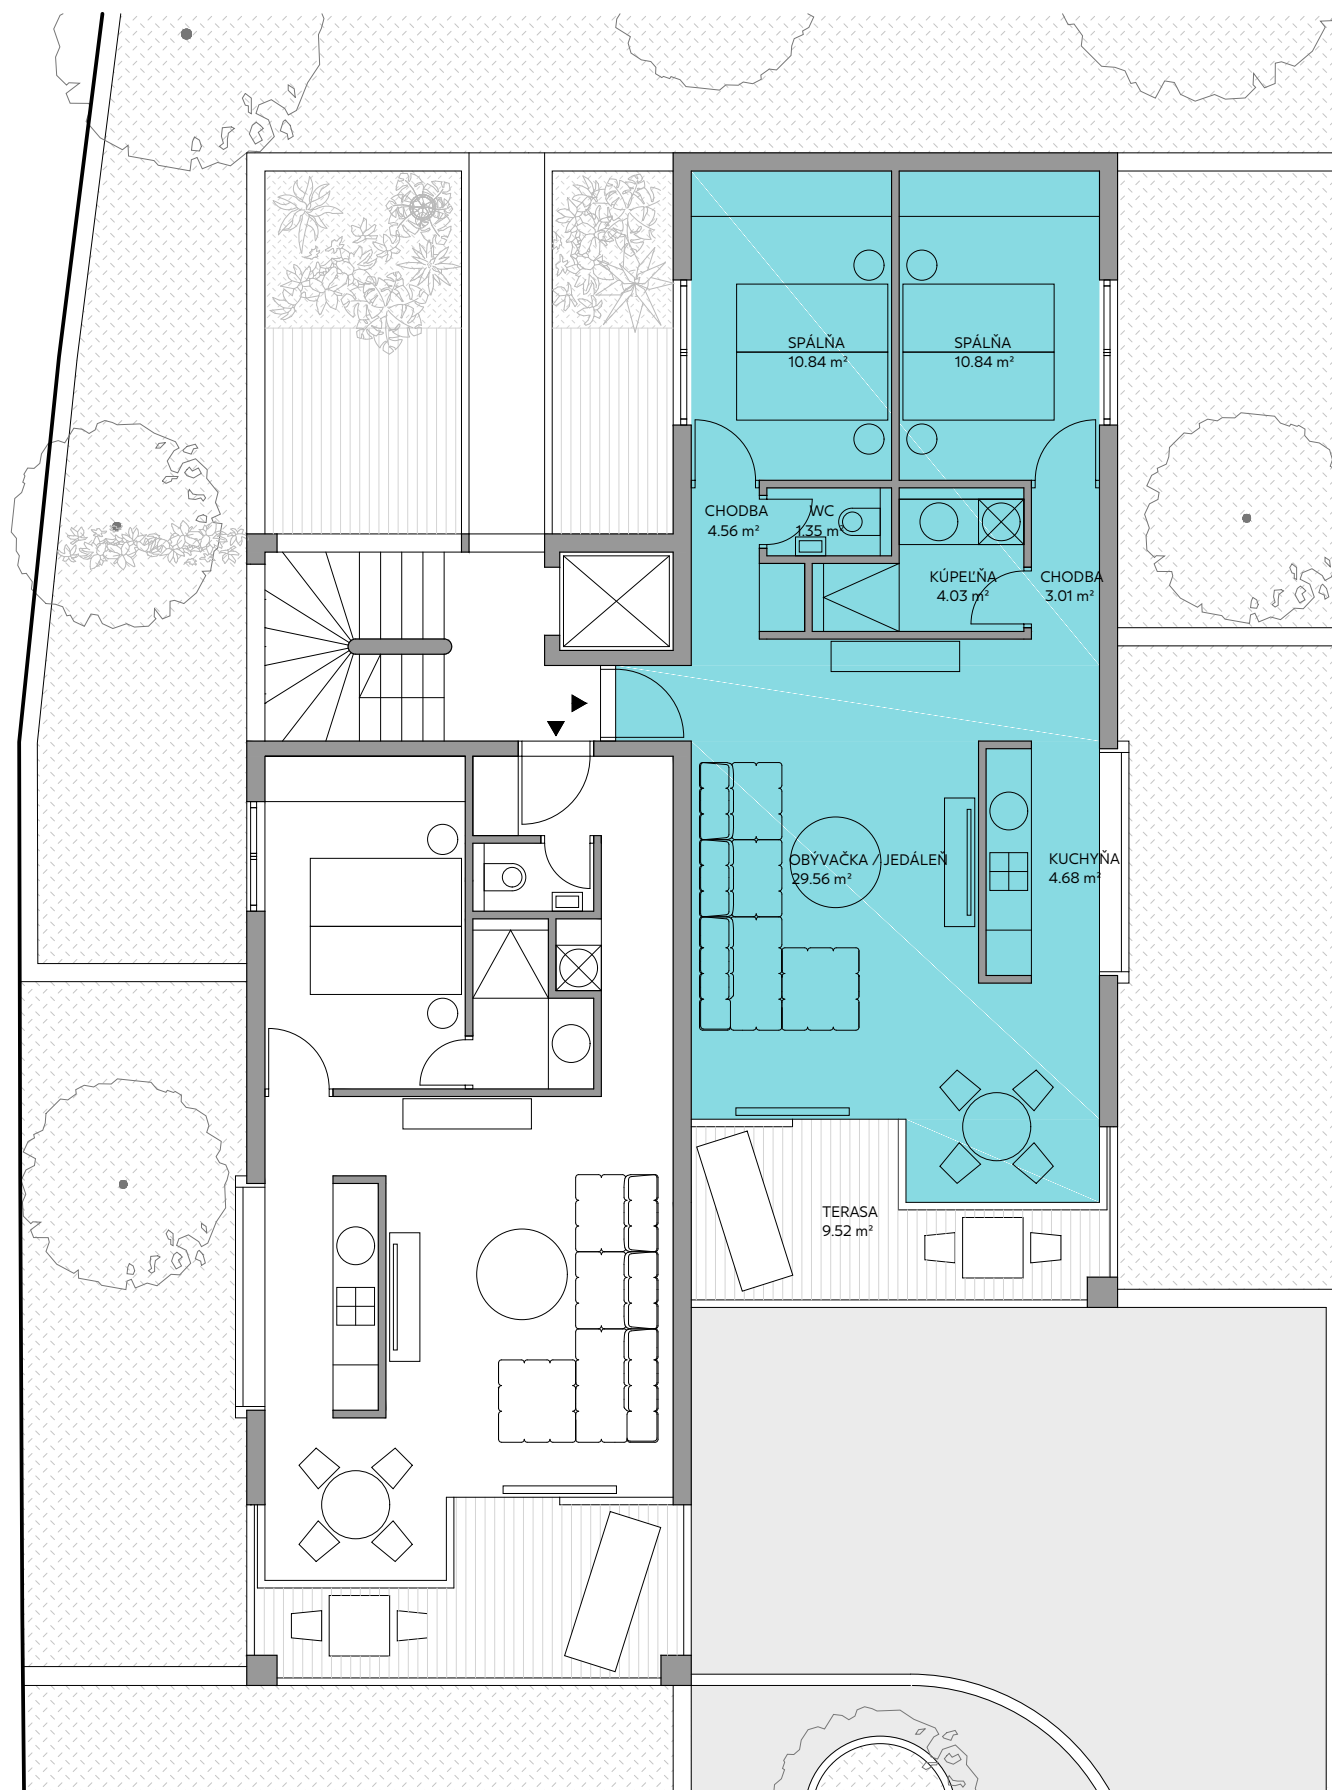 SPÁLŇA
10.84 m²
SPÁLŇA
10.84 m²
CHODBA
4.56 m²
WC
1.35 m²
KÚPEĽŇA
4.03 m²
CHODBA
3.01 m²
OBÝVAČKA / JEDÁLEŇ
29.56 m²
KUCHYŇA
4.68 m²
TERASA
9.52 m²